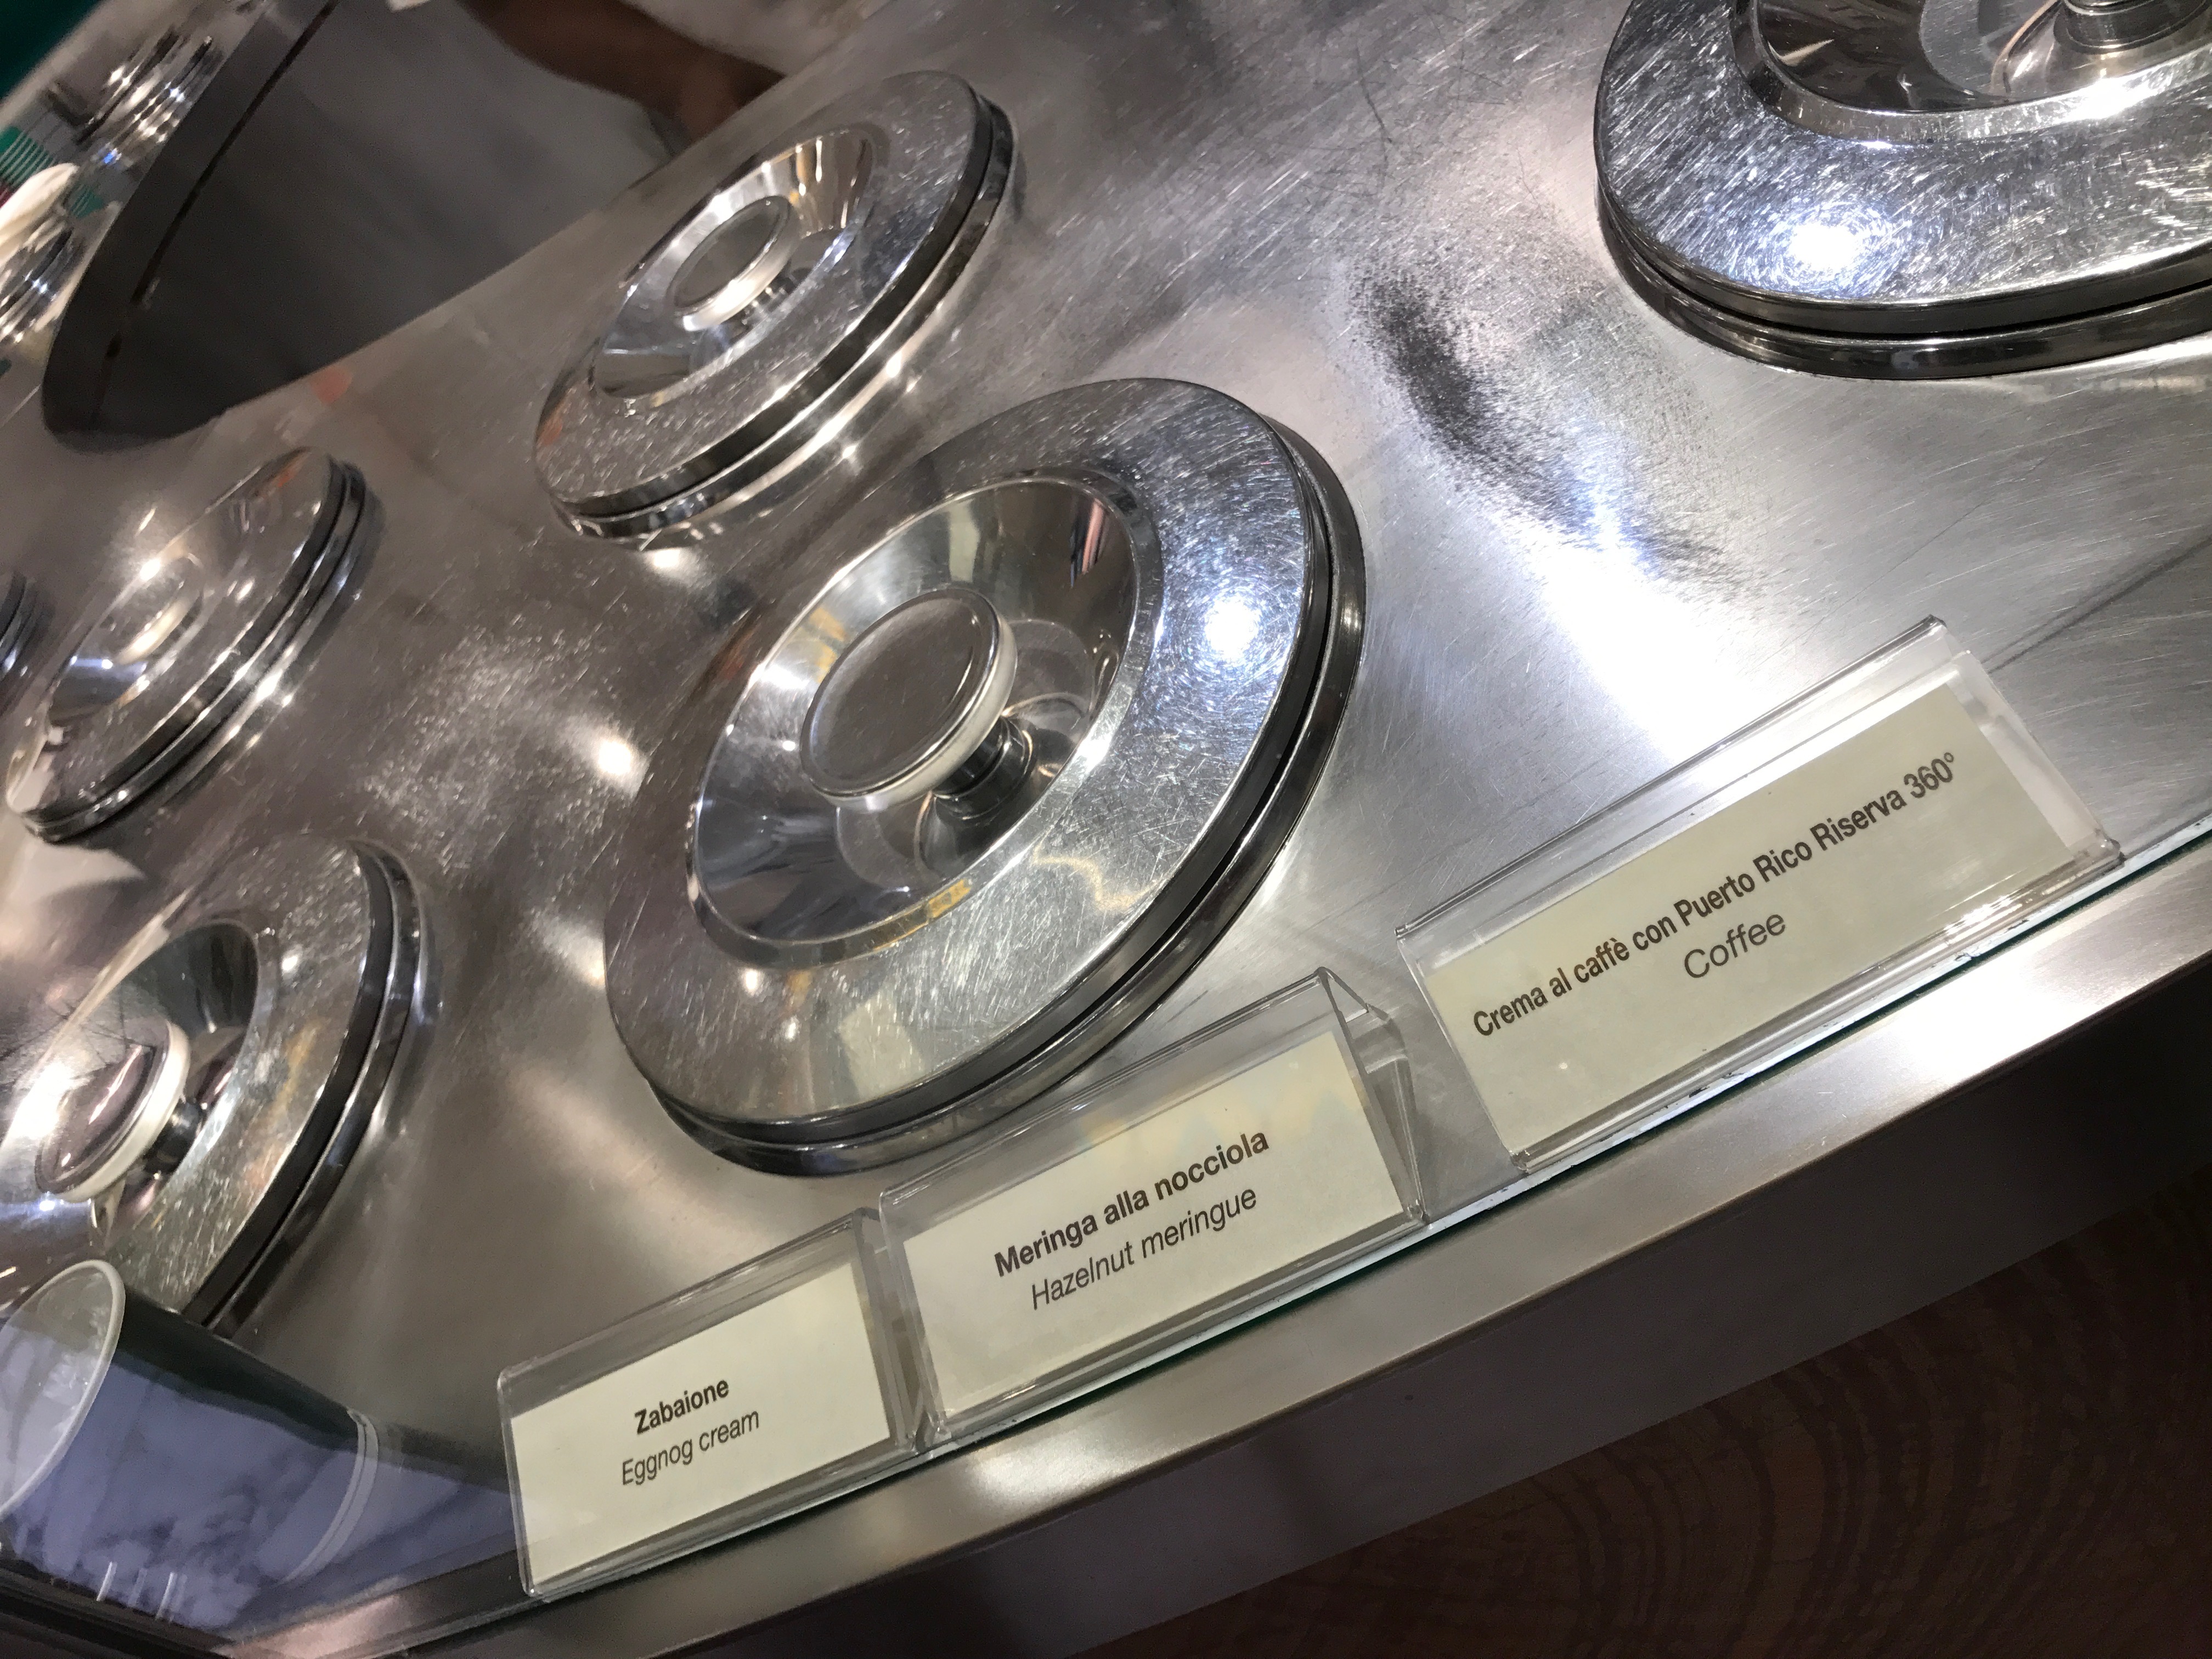 Zabaione
Eggnog cream
Meringa alla nocciola
Hazelnut meringue
Crema al caffè con Puerto Rico Riserva 360°
Coffee